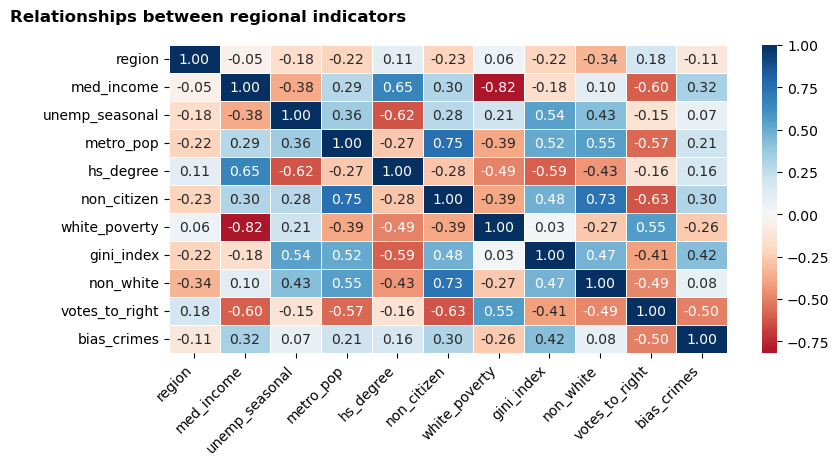 Relationships between regional indicators
region 1.00 -0.05 -0.18 -0.22 0.11 -0.23 0.06 -0.22 -0.34 0.18 -0.11
med_income -0.05 1.00 -0.38 0.29 0.65 0.30 -0.82 -0.18 0.10 -0.60 0.32
unemp_seasonal -0.18 -0.38 1.00 0.36 -0.62 0.28 0.21 0.54 0.43 -0.15 0.07
metro_pop -0.22 0.29 0.36 1.00 -0.27 0.75 -0.39 0.52 0.55 -0.57 0.21
hs_degree 0.11 0.65 -0.62 -0.27 1.00 -0.28 -0.49 -0.59 -0.43 -0.16 0.16
non_citizen -0.23 0.30 0.28 0.75 -0.28 1.00 -0.39 0.48 0.73 -0.63 0.30
white_poverty 0.06 -0.82 0.21 -0.39 -0.49 -0.39 1.00 0.03 -0.27 0.55 -0.26
gini_index -0.22 -0.18 0.54 0.52 -0.59 0.48 0.03 1.00 0.47 -0.41 0.42
non_white -0.34 0.10 0.43 0.55 -0.43 0.73 -0.27 0.47 1.00 -0.49 0.08
votes_to_right 0.18 -0.60 -0.15 -0.57 -0.16 -0.63 0.55 -0.41 -0.49 1.00 -0.50
bias_crimes -0.11 0.32 0.07 0.21 0.16 0.30 -0.26 0.42 0.08 -0.50 1.00
region
med_income
unemp_seasonal
metro_pop
hs_degree
non_citizen
white_poverty
gini_index
non_white
votes_to_right
bias_crimes
1.00
0.75
0.50
0.25
0.00
−0.25
−0.50
−0.75